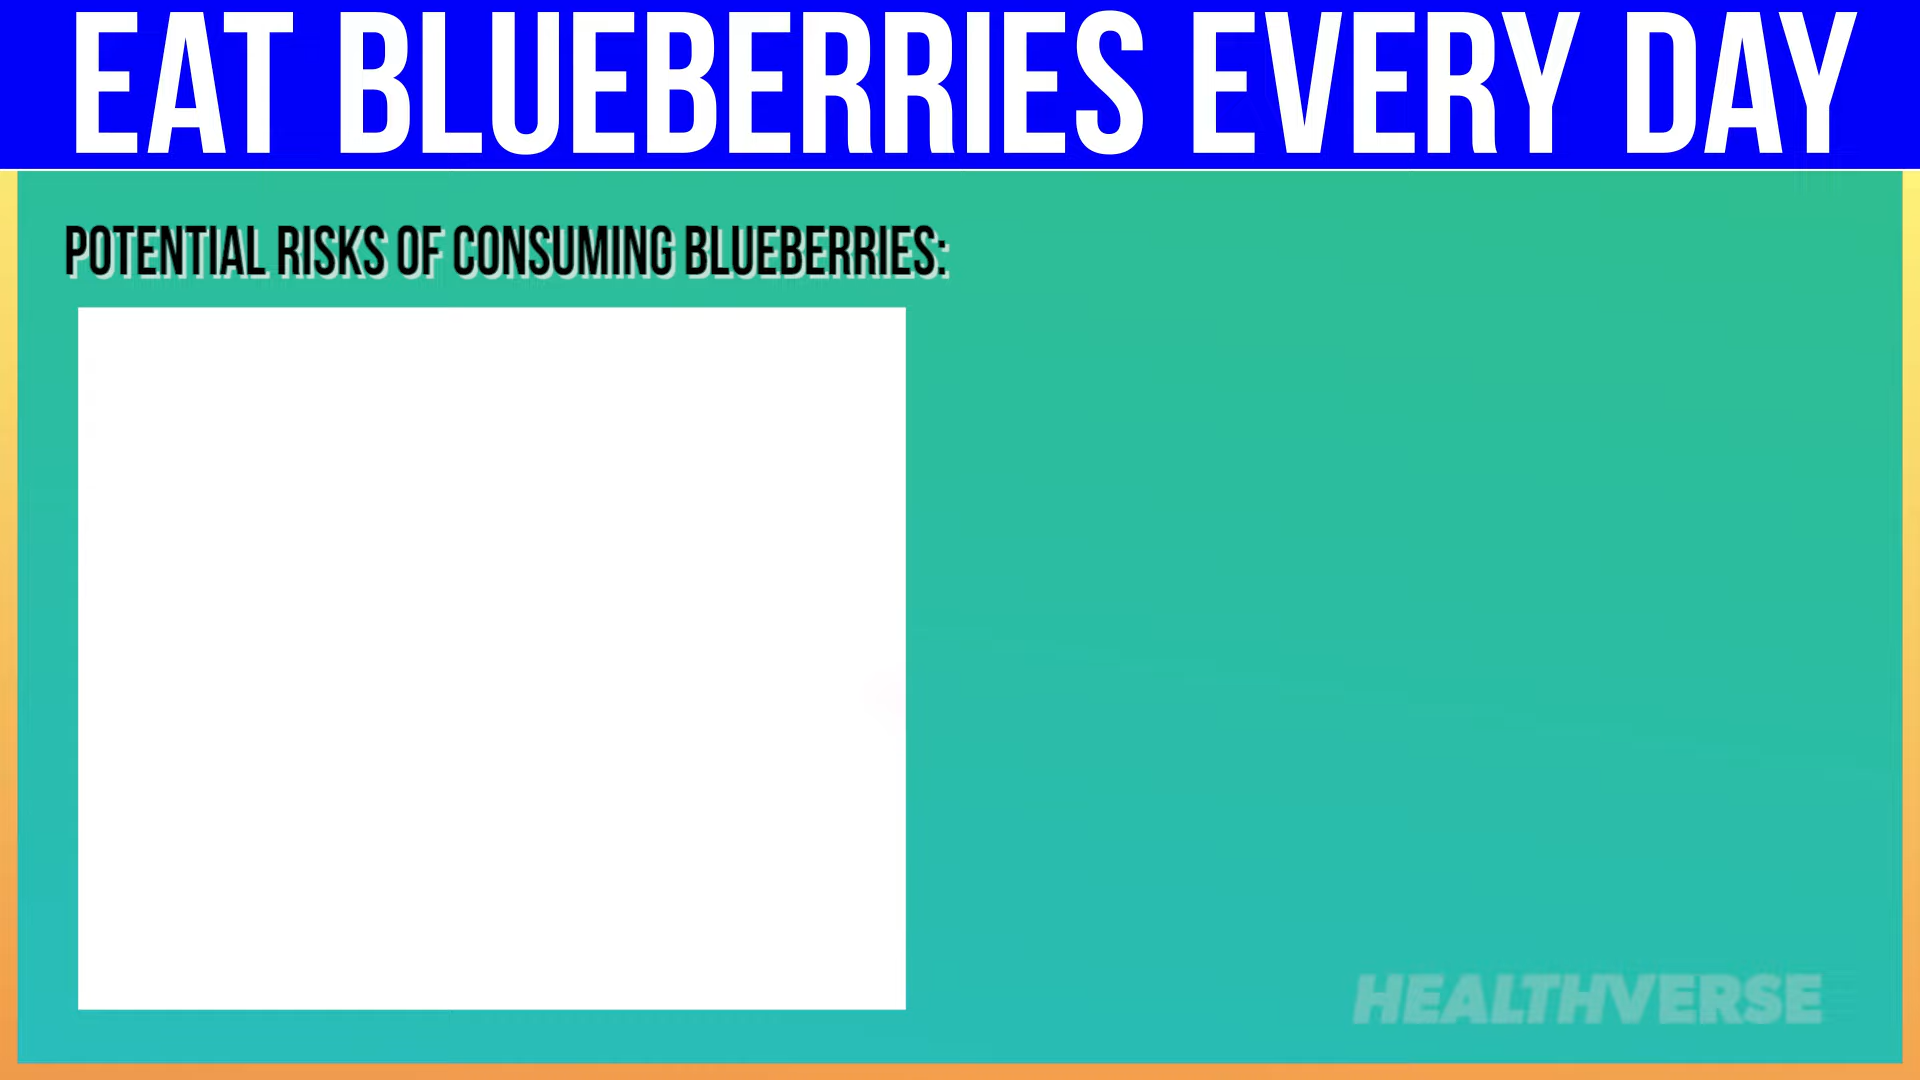 EAT BLUEBERRIES EVERY DAY
POTENTIAL RISKS OF CONSUMING BLUEBERRIES:
HEALTHVERSE